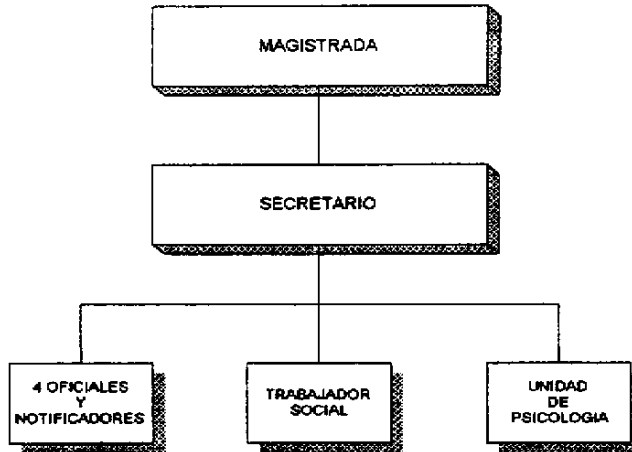 MAGISTRADA
SECRETARIO
4 OFICIALES
Y
NOTIFICADORES
TRABAJADOR
SOCIAL
UNIDAD
DE
PSICOLOGIA